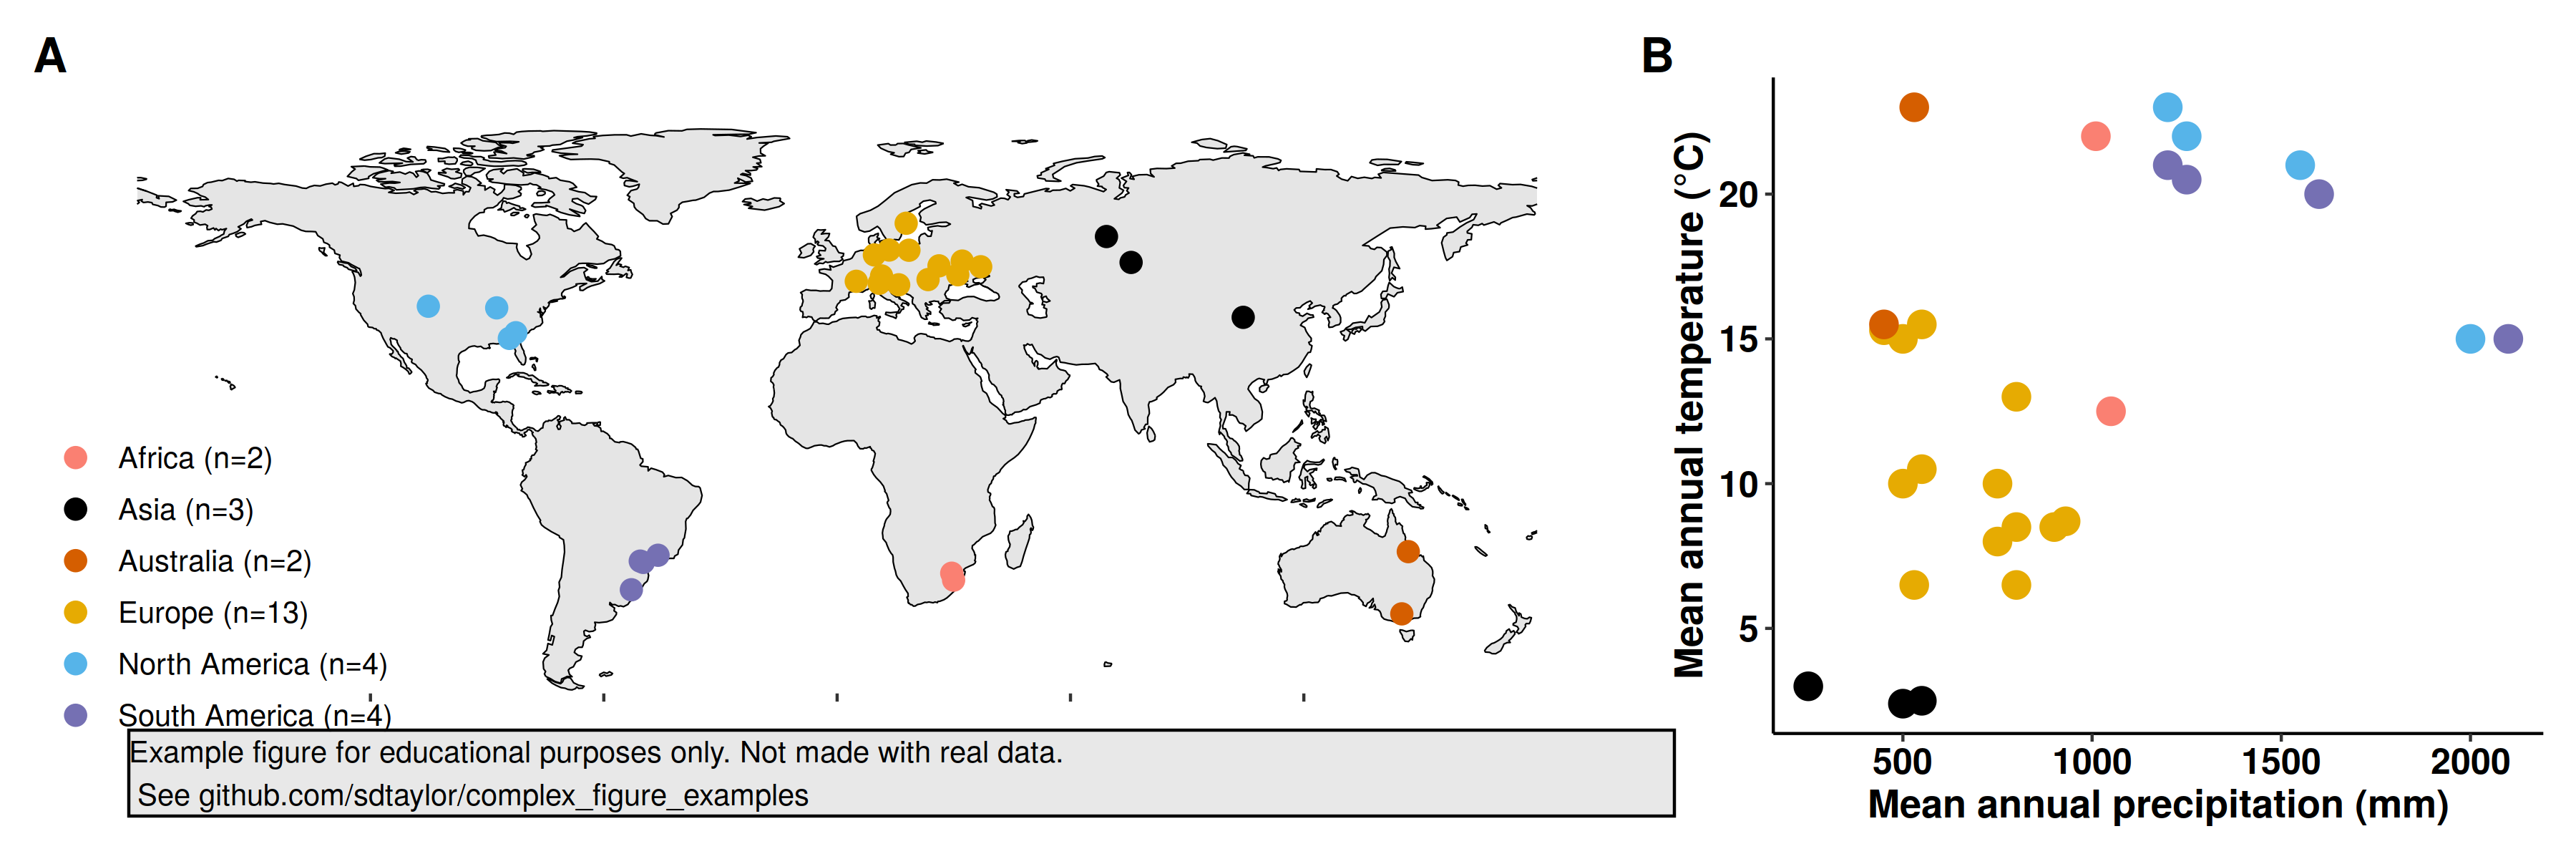 A
B
Africa (n=2)
Asia (n=3)
Australia (n=2)
Europe (n=13)
North America (n=4)
South America (n=4)
Example figure for educational purposes only. Not made with real data.
See github.com/sdtaylor/complex_figure_examples
Mean annual temperature (°C)
20
15
10
5
500 1000 1500 2000
Mean annual precipitation (mm)